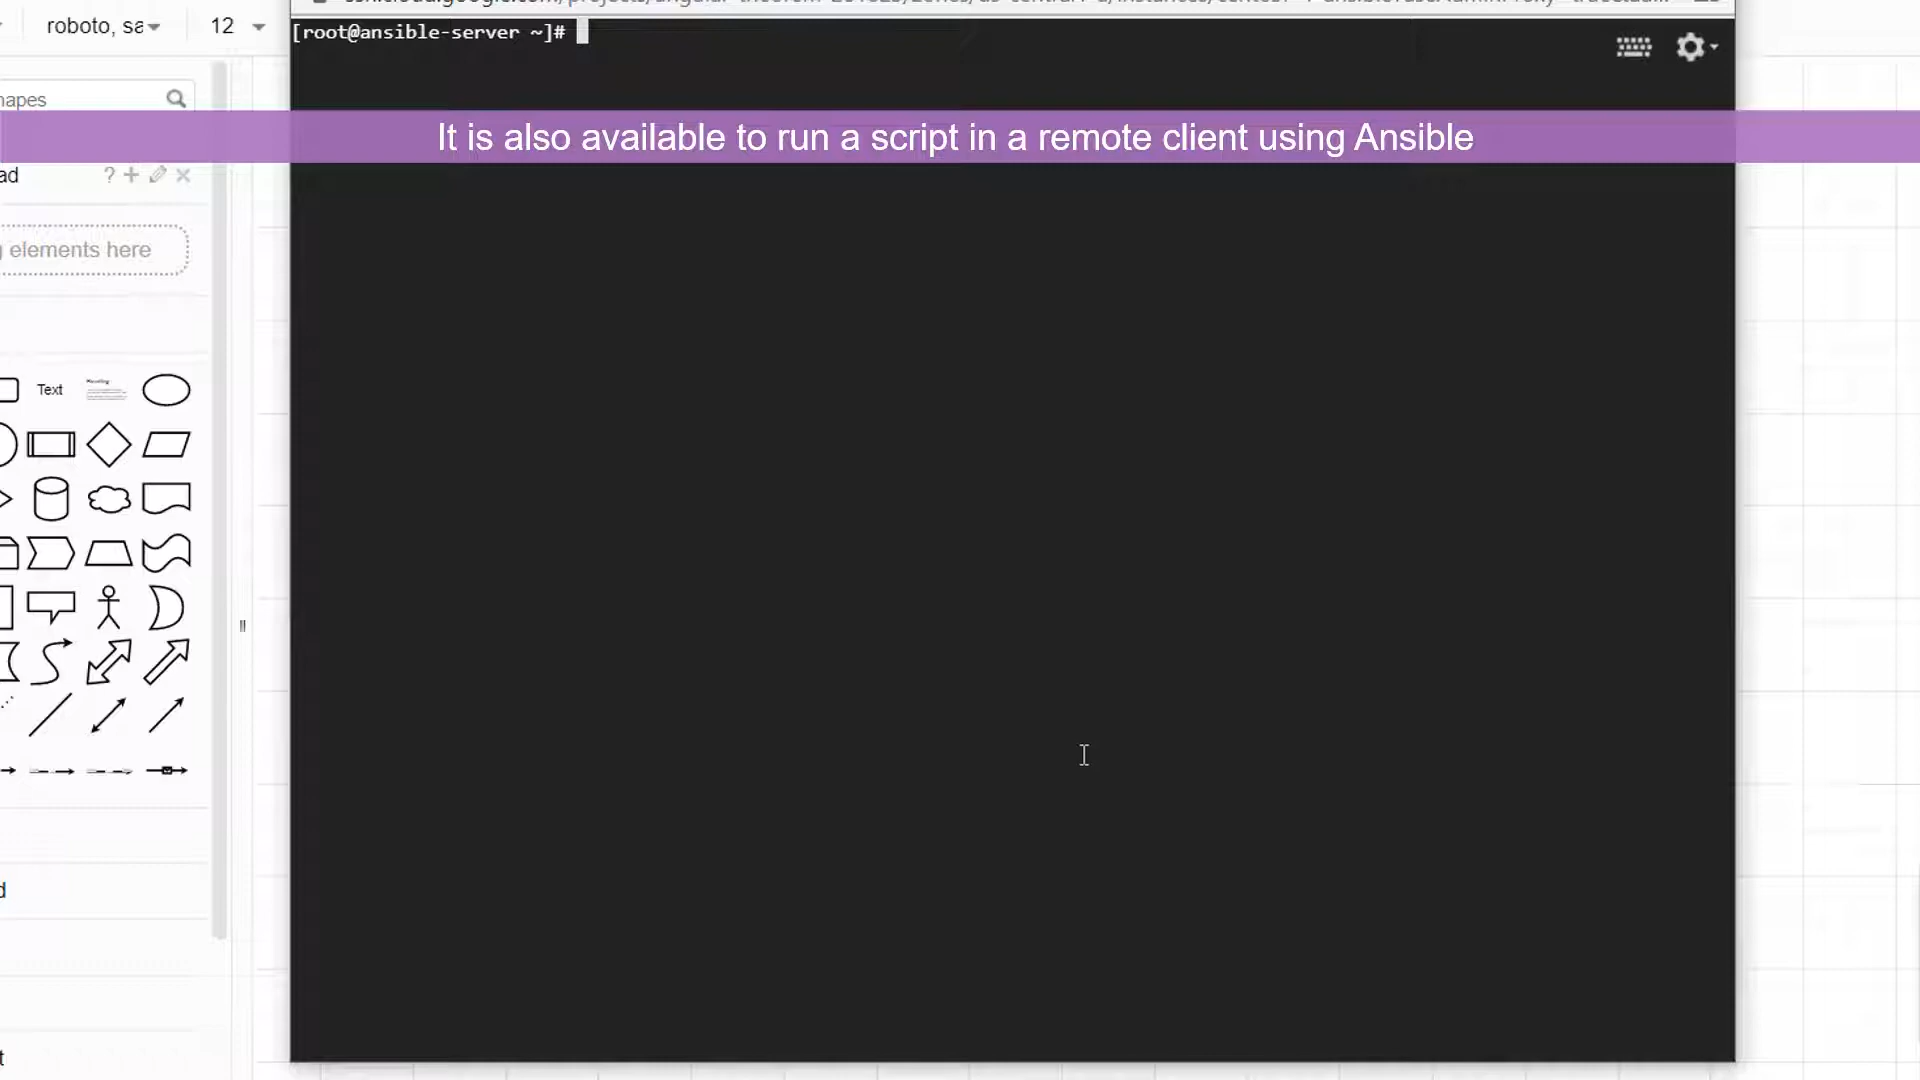 roboto, sa
12
[root@ansible-server ~]#
hapes
It is also available to run a script in a remote client using Ansible
ad
?
elements here
Text
d
t